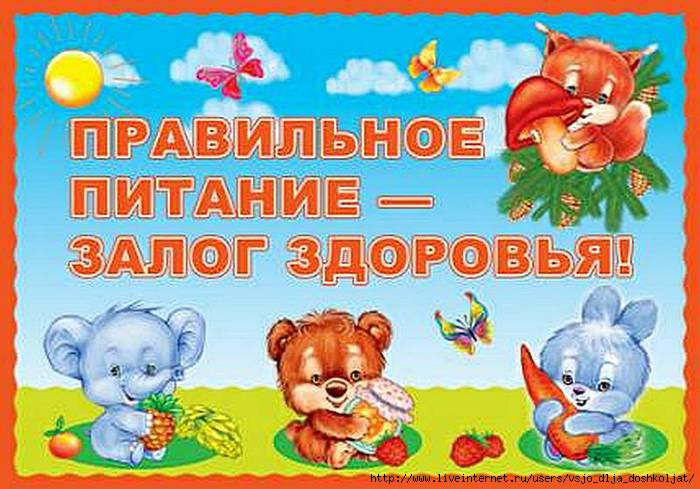 ПРАВИЛЬНОЕ
ПИТАНИЕ —
ЗАЛОГ ЗДОРОВЬЯ!
http://www.liveinternet.ru/users/vsjo_dlja_doshkoljat/